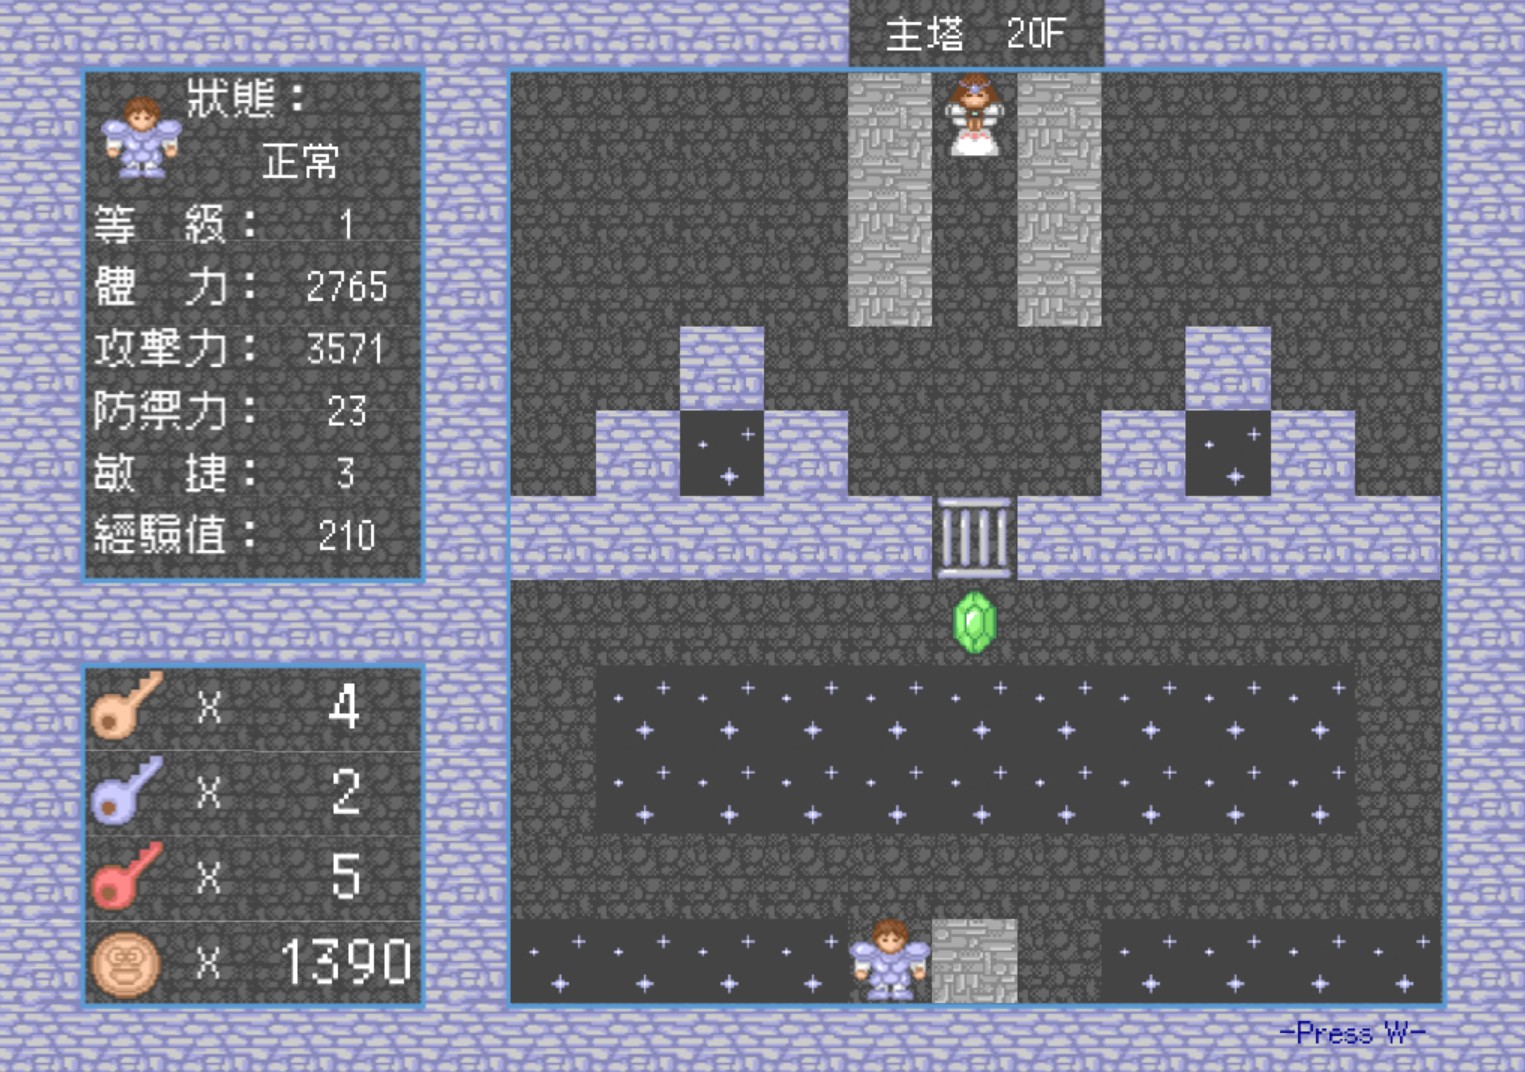 主塔 20F
狀態：
正常
等 級： 1
體 力： 2765
攻擊力： 3571
防禦力： 23
敏 捷： 3
經驗值： 210
X 4
X 2
X 5
X 1390
-Press W-